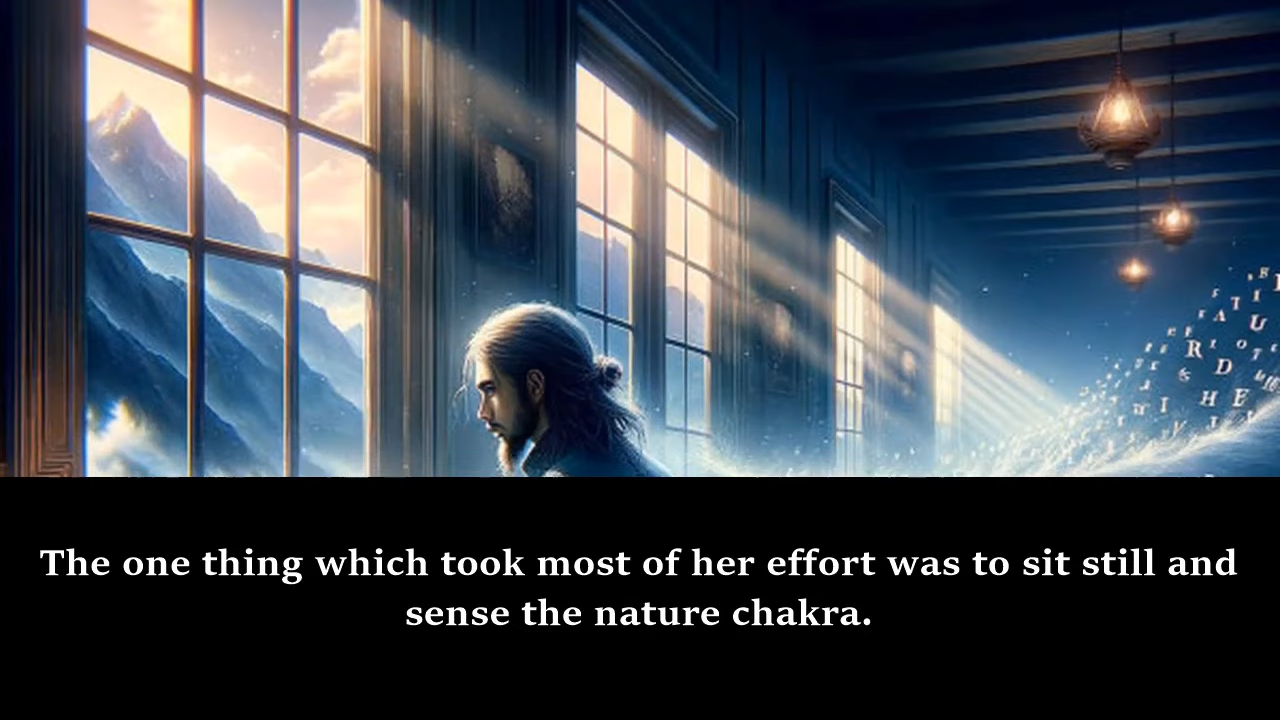 The one thing which took most of her effort was to sit still and
sense the nature chakra.